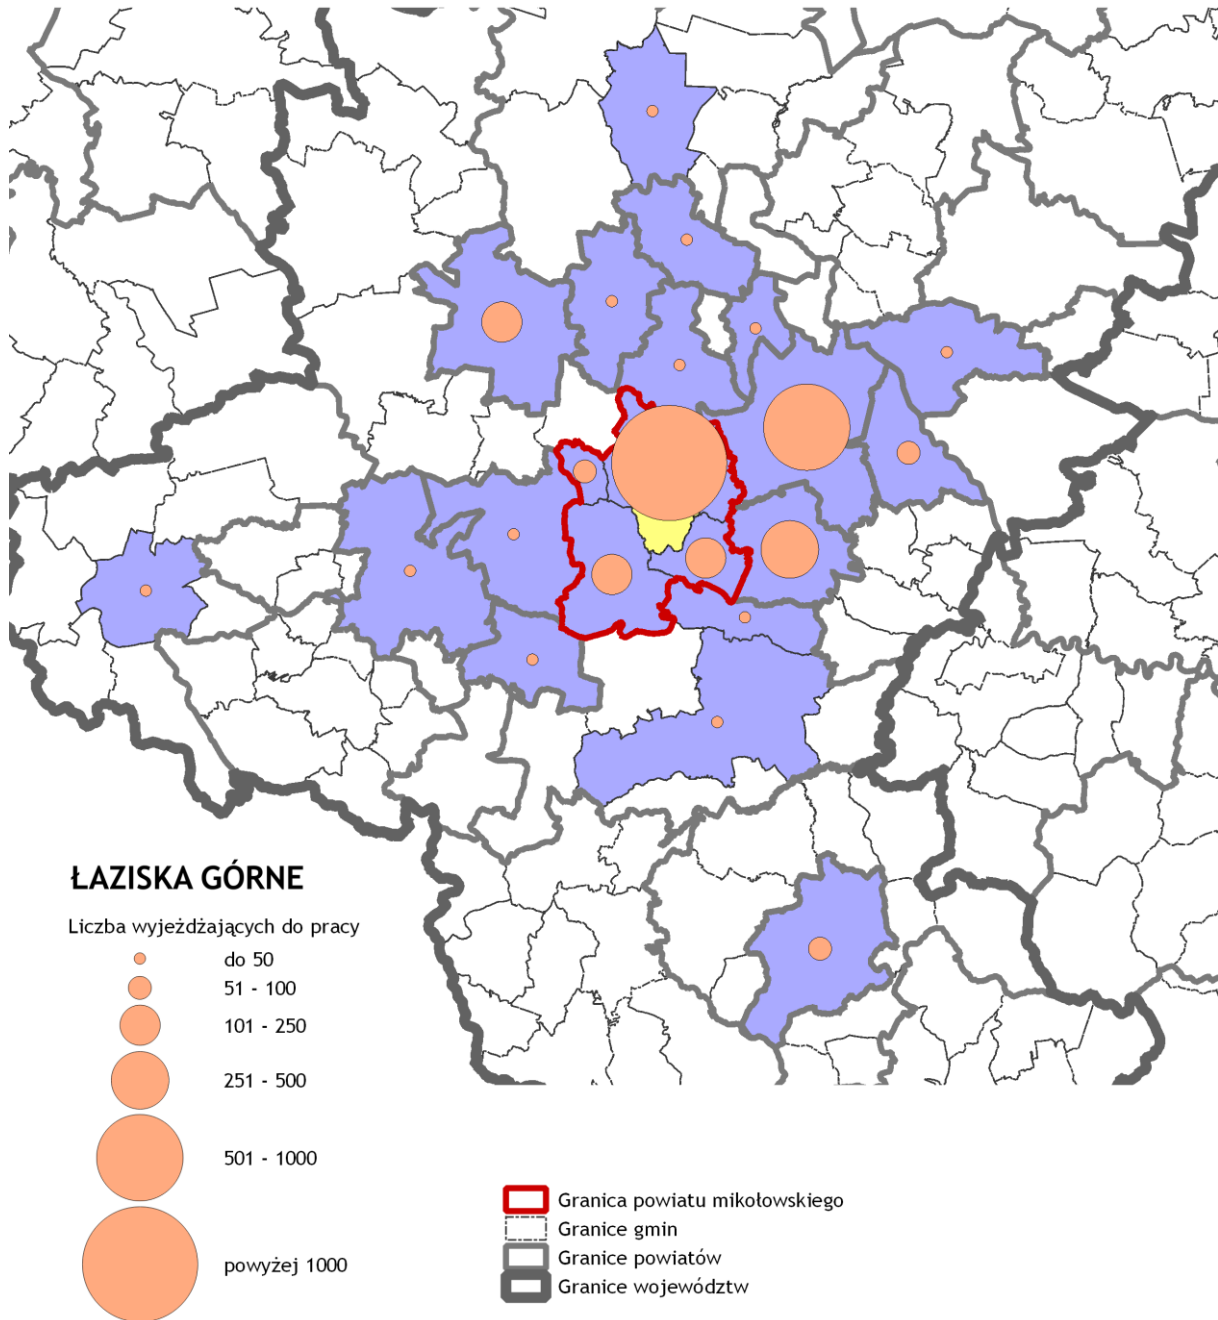 ŁAZISKA GÓRNE
Liczba wyjeżdżających do pracy
do 50
51 - 100
101 - 250
251 - 500
501 - 1000
powyżej 1000
Granica powiatu mikołowskiego
Granice gmin
Granice powiatów
Granice województw